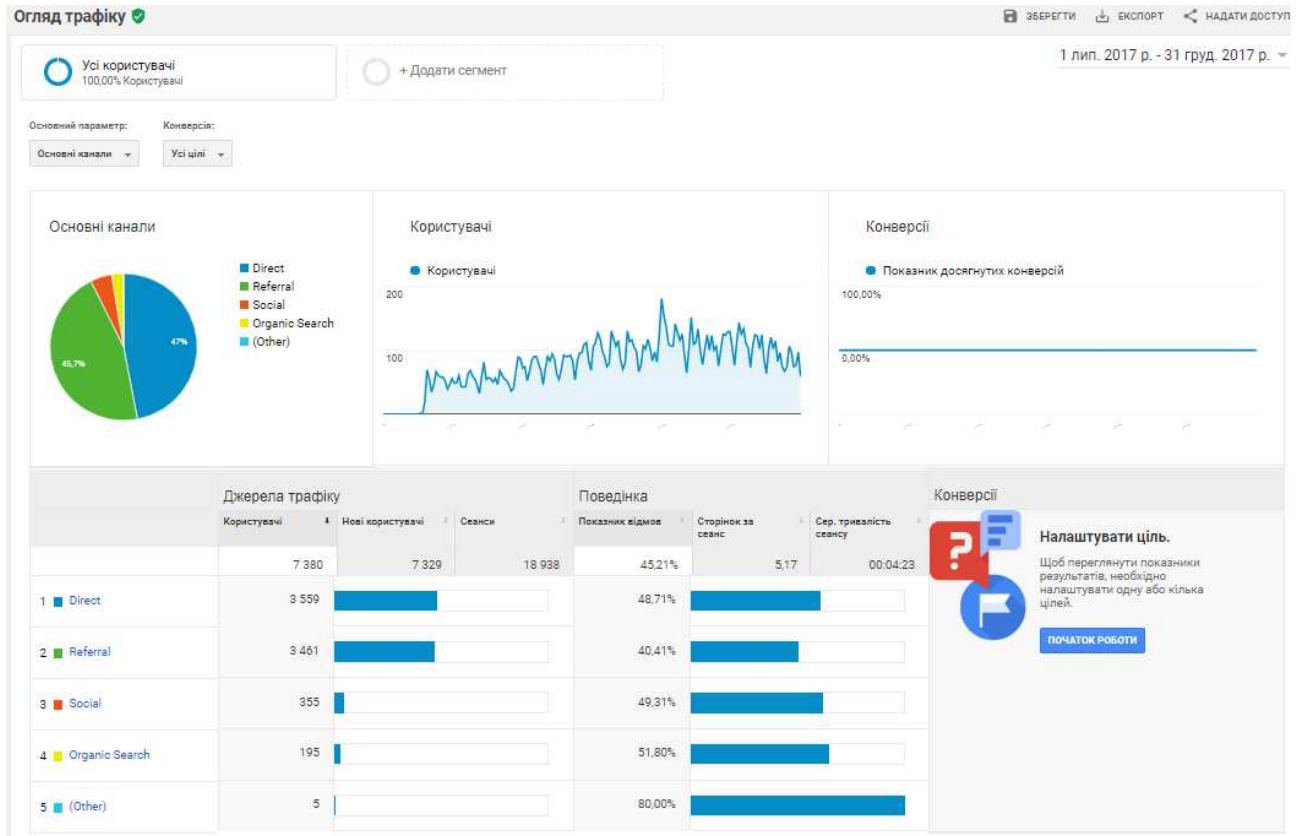 Огляд трафіку
ЗБЕРЕГТИ ЕКСПОРТ НАДАТИ ДОСТУП
Усі користувачі
100,00% Користувачі
+ Додати сегмент
1 лип. 2017 р. - 31 груд. 2017 р.
Основний параметр: Конверсія:
Основні канали Усі цілі
Основні канали
Direct
Referral
Social
Organic Search
(Other)
47%
45,7%
Користувачі
Користувачі
200
100
Конверсії
Показник досягнутих конверсій
100,00%
0,00%
Джерела трафіку Поведінка Конверсії
Користувачі Нові користувачі Сеанси Показник відмов Сторінок за сеанс Сер. тривалість сеансу
7 380 7 329 18 938 45,21% 5,17 00:04:23
1 Direct 3 559 48,71%
2 Referral 3 461 40,41%
3 Social 355 49,31%
4 Organic Search 195 51,80%
5 (Other) 5 80,00%
?
Налаштувати ціль.
Щоб переглянути показники
результатів, необхідно
налаштувати одну або кілька
цілей.
ПОЧАТОК РОБОТИ